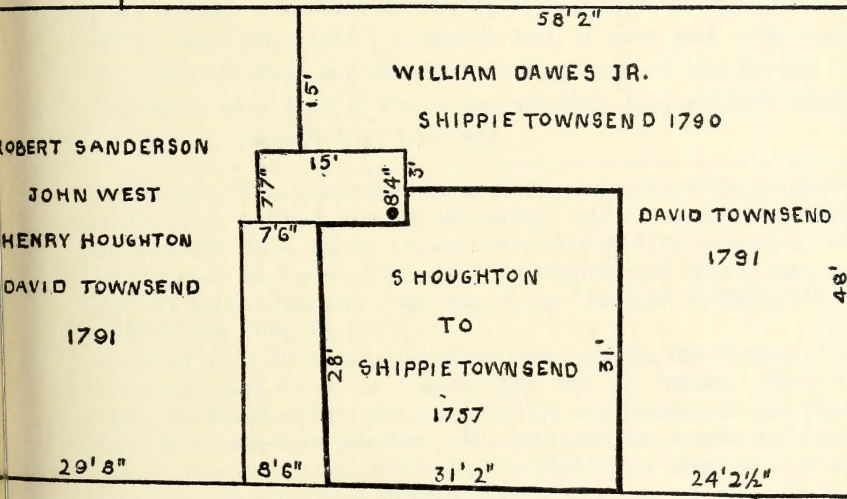 58'2"
WILLIAM DAWES JR.
SHIPPIE TOWNSEND 1790
15'
ROBERT SANDERSON
JOHN WEST
HENRY HOUGHTON
DAVID TOWNSEND
1791
15'
3'
7'7"
8'4"
7'6"
DAVID TOWNSEND
1791
48'
S HOUGHTON
TO
SHIPPIE TOWNSEND
1757
28'
31'
29'8"
8'6"
31'2"
24'2½"